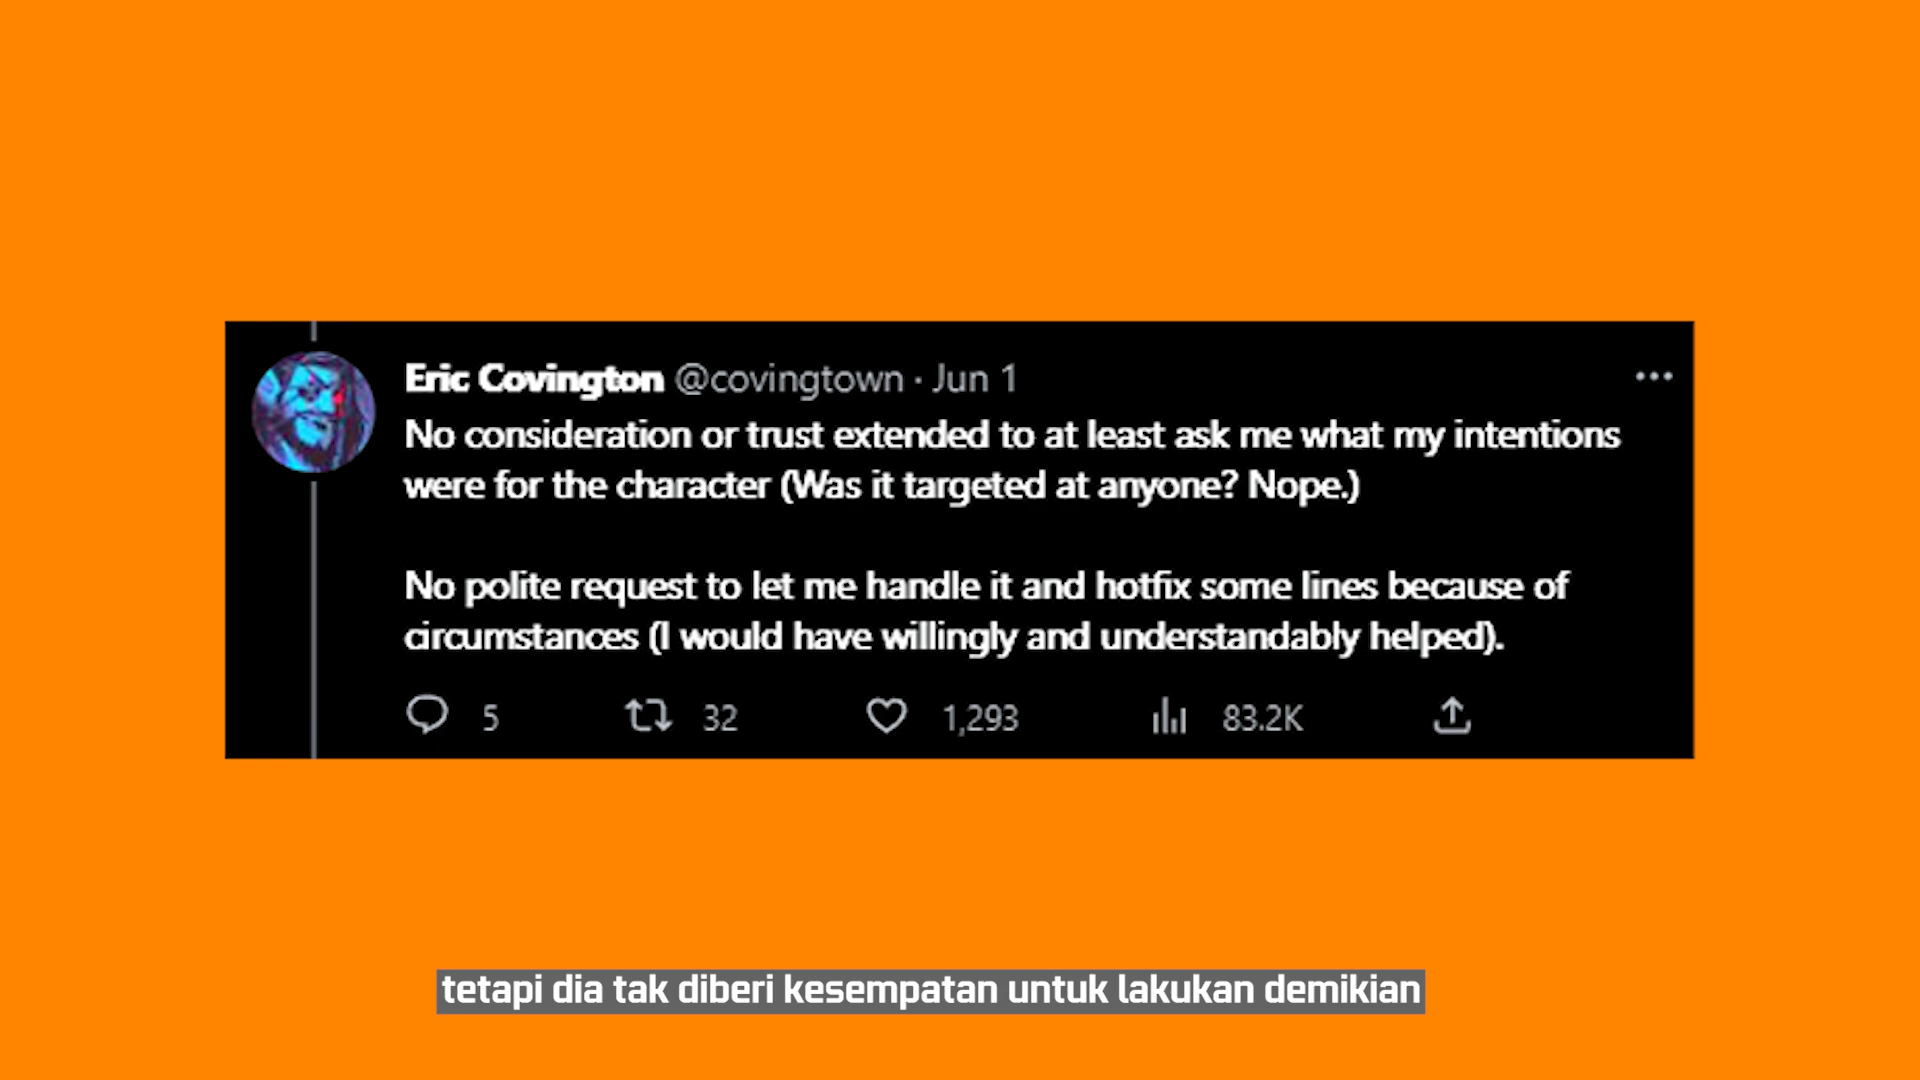 Eric Covington @covingtown · Jun 1
No consideration or trust extended to at least ask me what my intentions
were for the character (Was it targeted at anyone? Nope.)
No polite request to let me handle it and hotfix some lines because of
circumstances (I would have willingly and understandably helped).
5 32 1,293 83.2K
tetapi dia tak diberi kesempatan untuk lakukan demikian